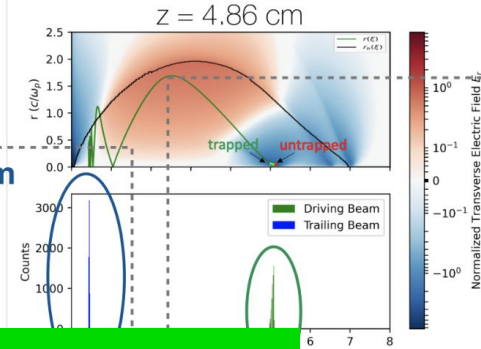 z = 4.86 cm
2.5
2.0
1.5
1.0
0.5
0.0
r (c/ωp)
r(ξ)
rb(ξ)
trapped
untrapped
10⁰
10⁻¹
0
−10⁻¹
−10⁰
Normalized Transverse Electric Field Er
m
3000
2000
1000
0
Counts
Driving Beam
Trailing Beam
6
7
8